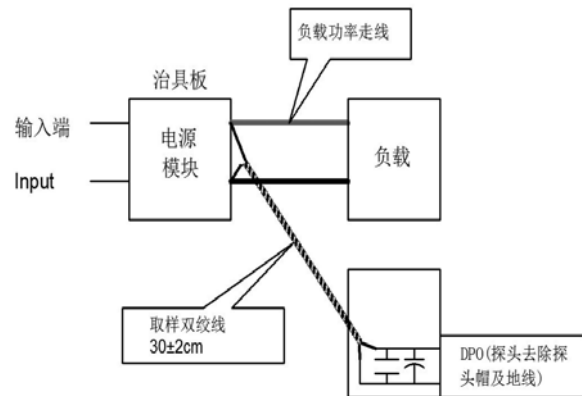 负载功率走线
治具板
输入端
电源
模块
负载
Input
取样双绞线
30±2cm
DPO(探头去除探
头帽及地线)